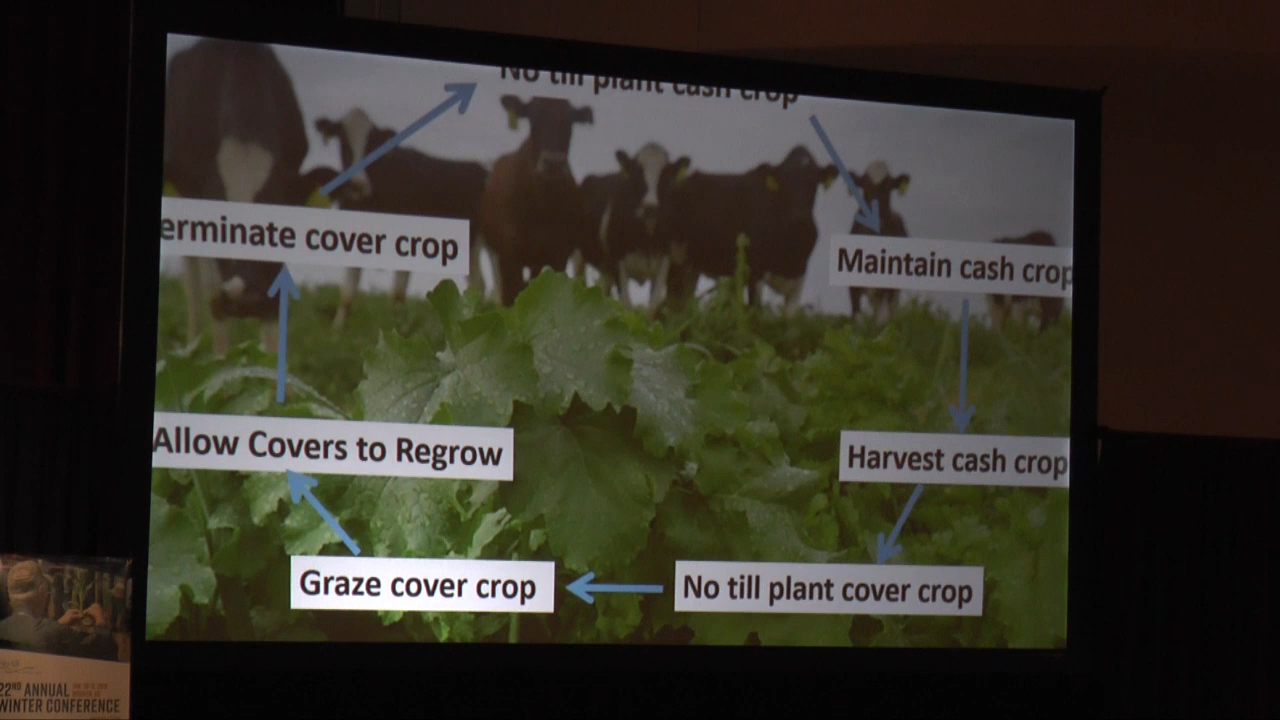 No till plant cash crop
erminate cover crop
Maintain cash crop
Allow Covers to Regrow
Harvest cash crop
Graze cover crop
No till plant cover crop
22ND ANNUAL
WINTER CONFERENCE